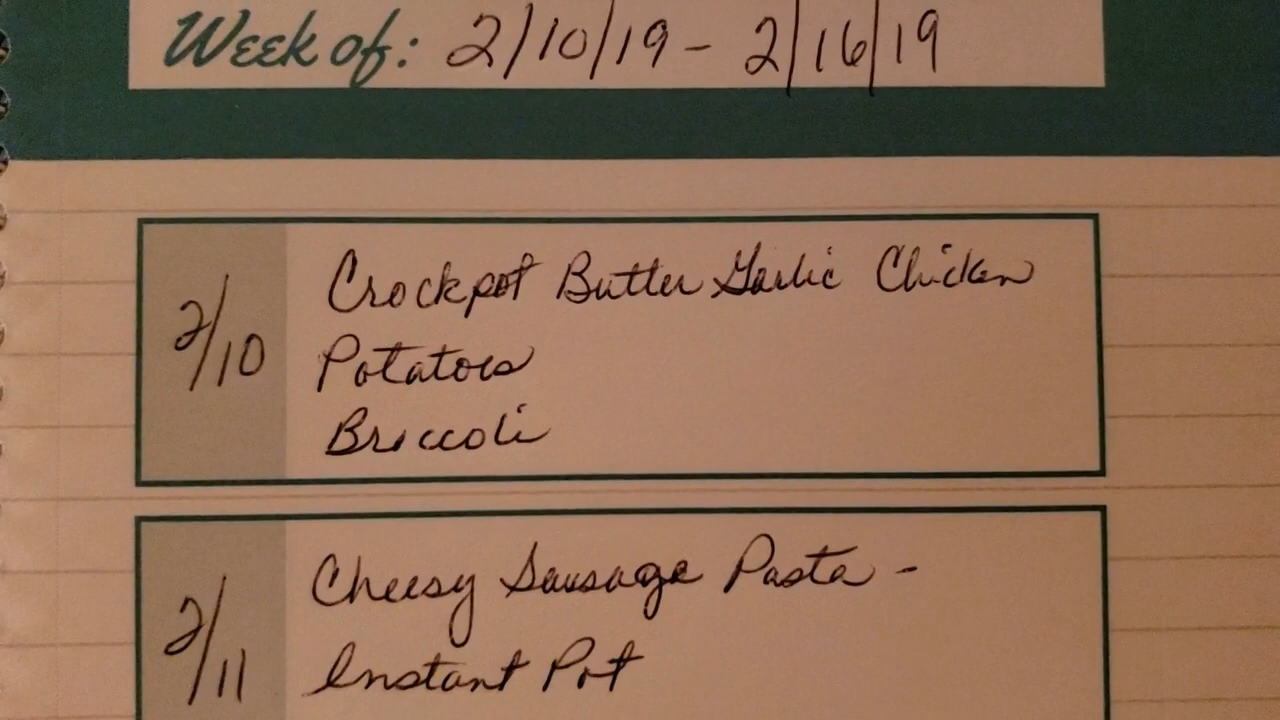 Week of: 2/10/19 - 2/16/19
2/10
Crockpot Butter Garlic Chicken
Potatoes
Broccoli
2/11
Cheesy Sausage Pasta -
Instant Pot